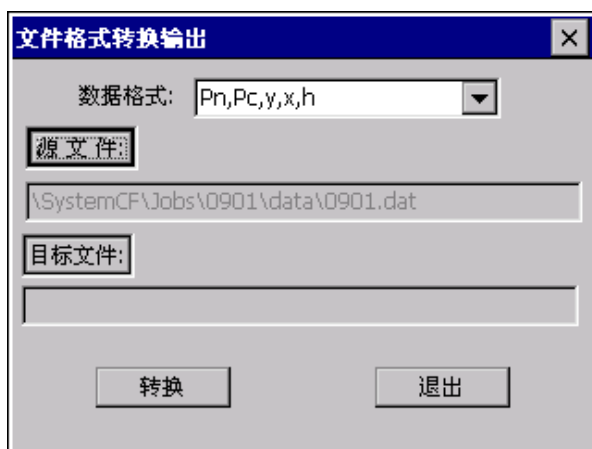 文件格式转换输出
数据格式: Pn,Pc,y,x,h
源文件:
\SystemCF\Jobs\0901\data\0901.dat
目标文件:
转换 退出